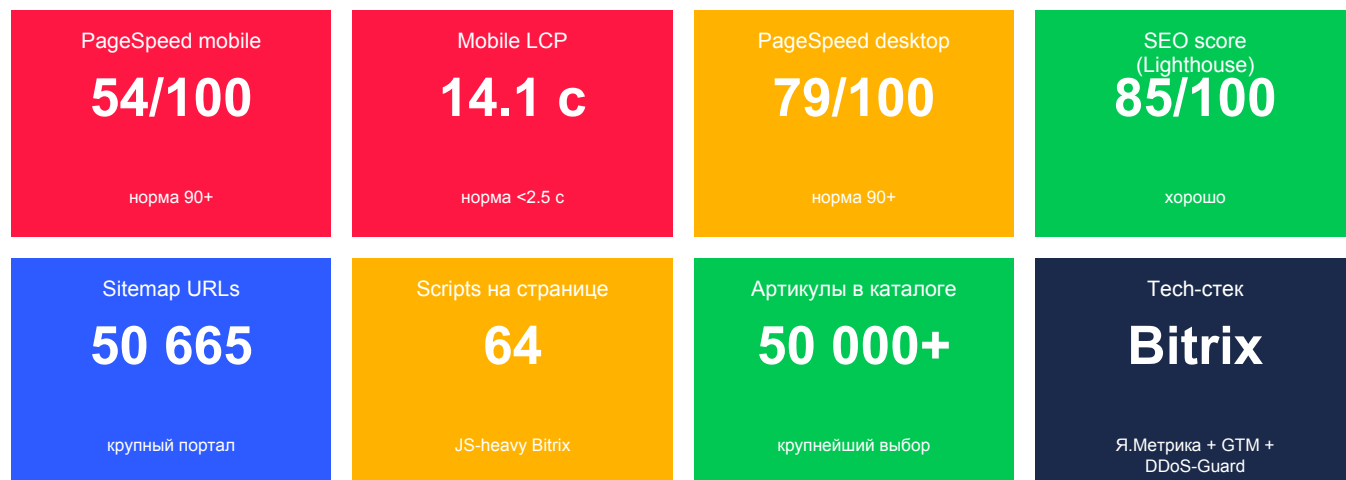 PageSpeed mobile
54/100
норма 90+
Mobile LCP
14.1 с
норма <2.5 с
PageSpeed desktop
79/100
норма 90+
SEO score
(Lighthouse)
85/100
хорошо
Sitemap URLs
50 665
крупный портал
Scripts на странице
64
JS-heavy Bitrix
Артикулы в каталоге
50 000+
крупнейший выбор
Tech-стек
Bitrix
Я.Метрика + GTM +
DDoS-Guard